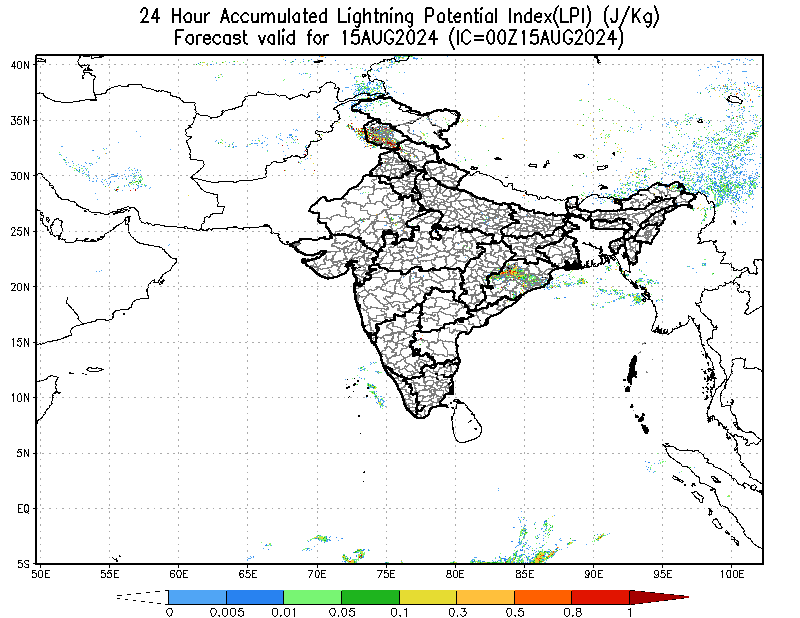 24 Hour Accumulated Lightning Potential Index(LPI) (J/Kg)
Forecast valid for 15AUG2024 (IC=00Z15AUG2024)
40N
35N
30N
25N
20N
15N
10N
5N
EQ
5S
50E 55E 60E 65E 70E 75E 80E 85E 90E 95E 100E
0 0.005 0.01 0.05 0.1 0.3 0.5 0.8 1